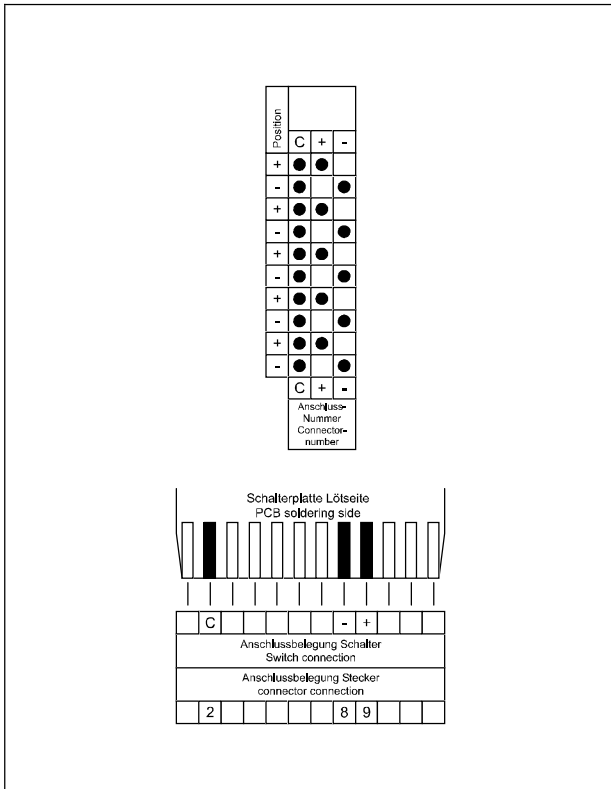 Position
C + -
+
-
+
-
+
-
+
-
+
-
C + -
Anschluss-
Nummer
Connector-
number
Schalterplatte Lötseite
PCB soldering side
C - +
Anschlussbelegung Schalter
Switch connection
Anschlussbelegung Stecker
connector connection
2 8 9